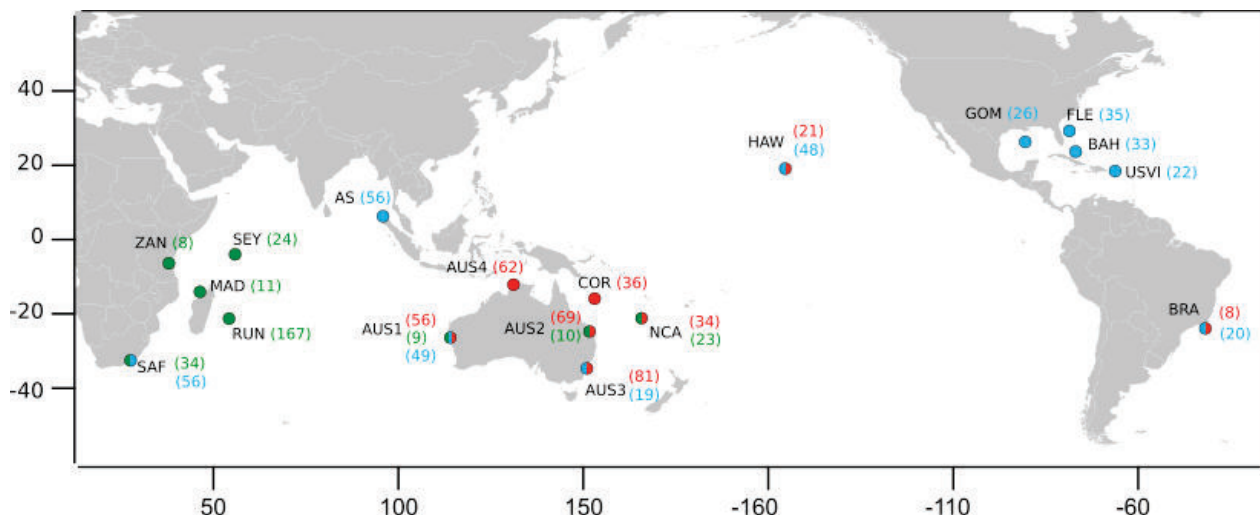 40
20
0
-20
-40
HAW (21)
(48)
GOM (26)
FLE (35)
BAH (33)
USVI (22)
AS (56)
ZAN (8)
SEY (24)
MAD (11)
RUN (167)
SAF (34)
(56)
AUS4 (62)
COR (36)
AUS1 (56)
(9)
(49)
AUS2 (69)
(10)
NCA (34)
(23)
AUS3 (81)
(19)
BRA (8)
(20)
50
100
150
-160
-110
-60